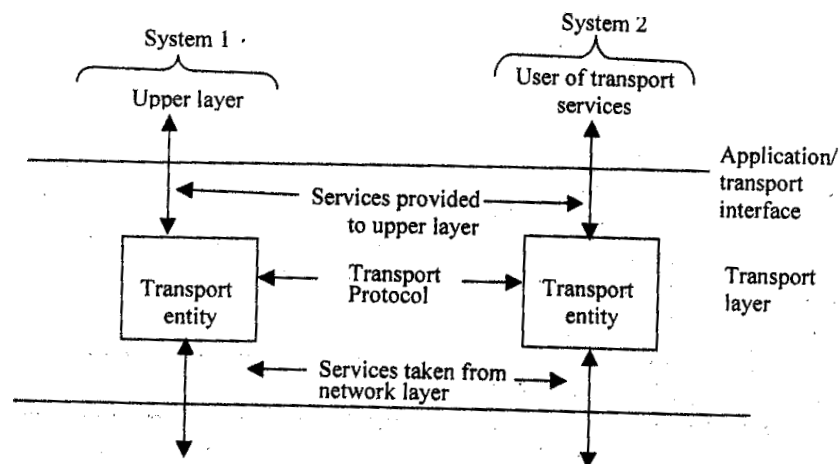 System 1
System 2
Upper layer
User of transport
services
Application/
transport
interface
Services provided
to upper layer
Transport
entity
Transport
Protocol
Transport
entity
Transport
layer
Services taken from
network layer